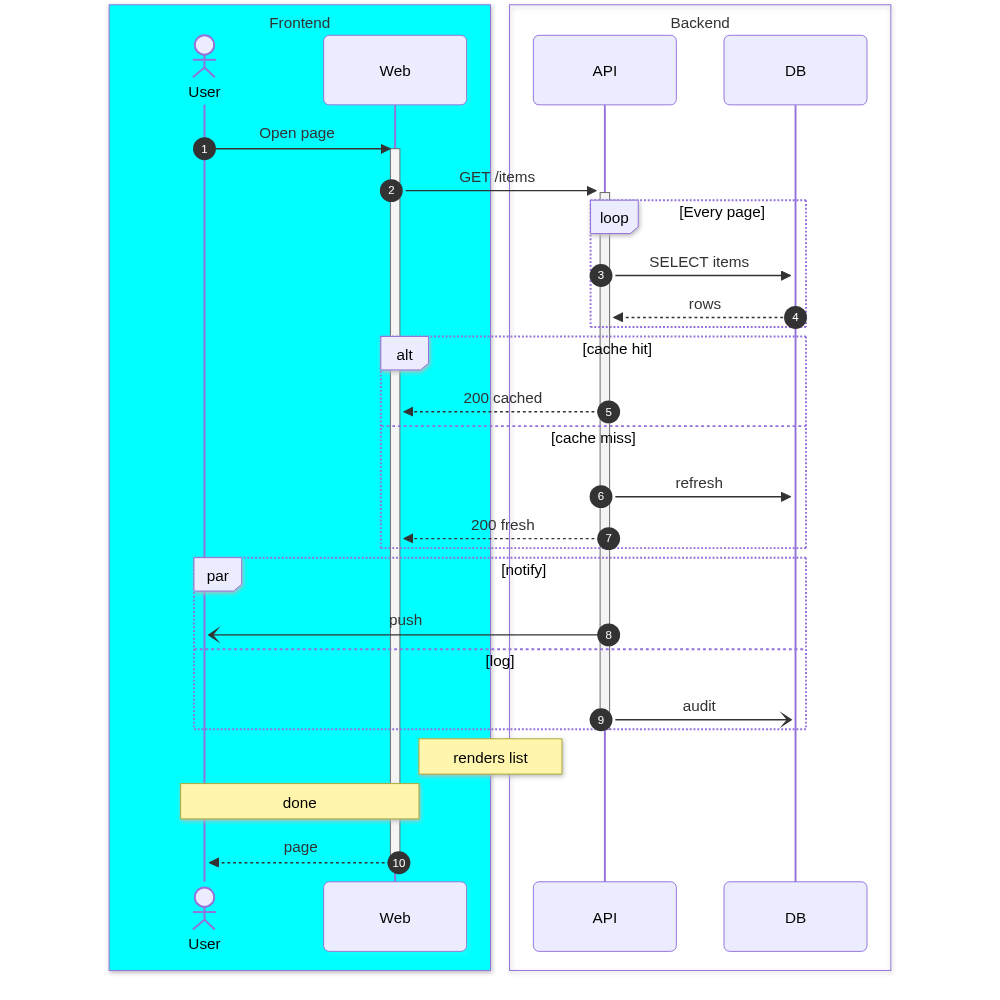 Frontend
Backend
User
Web
API
DB
Open page
1
GET /items
2
loop
[Every page]
SELECT items
3
rows
4
alt
[cache hit]
200 cached
5
[cache miss]
refresh
6
200 fresh
7
par
[notify]
push
8
[log]
audit
9
renders list
done
page
10
User
Web
API
DB